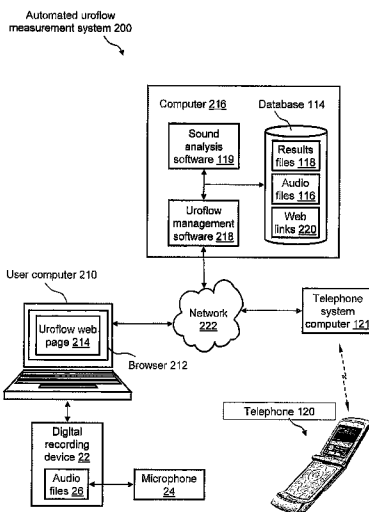 Automated uroflow
measurement system 200
Computer 216
Database 114
Sound
analysis
software 119
Results
files 118
Audio
files 116
Web
links 220
Uroflow
management
software 218
User computer 210
Uroflow web
page 214
Browser 212
Network
222
Telephone
system
computer 121
Telephone 120
Digital
recording
device 22
Audio
files 26
Microphone
24